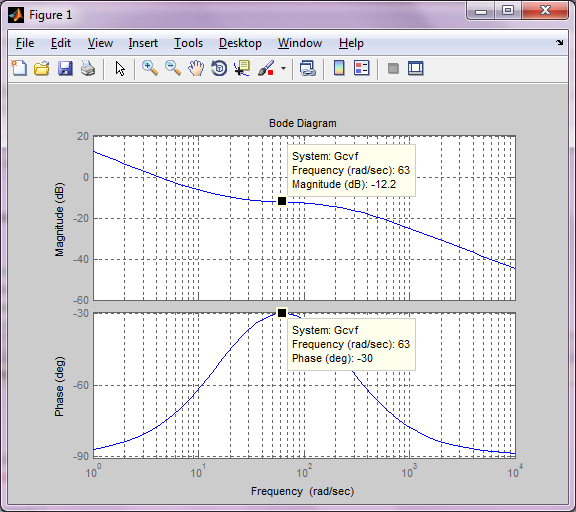 Figure 1
File Edit View Insert Tools Desktop Window Help
Bode Diagram
Magnitude (dB)
20
0
-20
-40
-60
System: Gcvf
Frequency (rad/sec): 63
Magnitude (dB): -12.2
Phase (deg)
-30
-60
-90
System: Gcvf
Frequency (rad/sec): 63
Phase (deg): -30
10^0 10^1 10^2 10^3 10^4
Frequency (rad/sec)